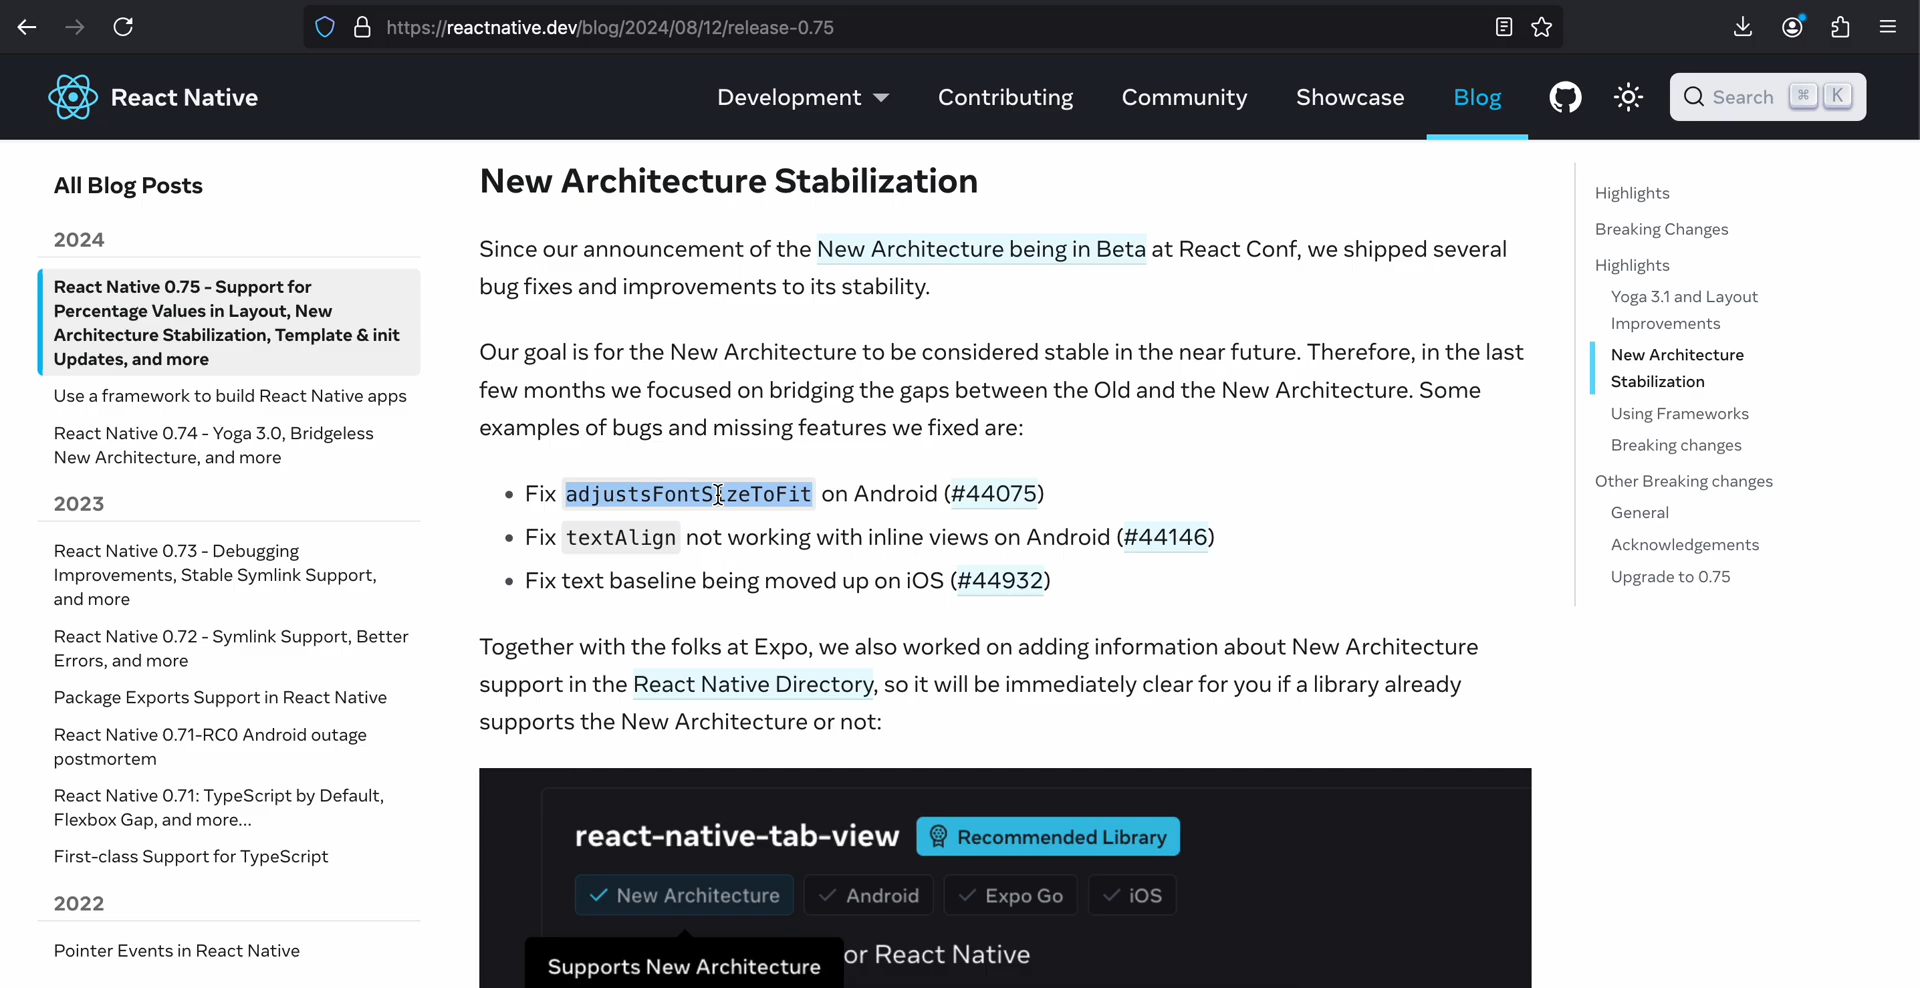 https://reactnative.dev/blog/2024/08/12/release-0.75
React Native
Development
Contributing
Community
Showcase
Blog
Search ⌘ K
All Blog Posts
2024
React Native 0.75 - Support for
Percentage Values in Layout, New
Architecture Stabilization, Template & init
Updates, and more
Use a framework to build React Native apps
React Native 0.74 - Yoga 3.0, Bridgeless
New Architecture, and more
2023
React Native 0.73 - Debugging
Improvements, Stable Symlink Support,
and more
React Native 0.72 - Symlink Support, Better
Errors, and more
Package Exports Support in React Native
React Native 0.71-RC0 Android outage
postmortem
React Native 0.71: TypeScript by Default,
Flexbox Gap, and more...
First-class Support for TypeScript
2022
Pointer Events in React Native
New Architecture Stabilization
Since our announcement of the New Architecture being in Beta at React Conf, we shipped several
bug fixes and improvements to its stability.
Our goal is for the New Architecture to be considered stable in the near future. Therefore, in the last
few months we focused on bridging the gaps between the Old and the New Architecture. Some
examples of bugs and missing features we fixed are:
• Fix adjustsFontSizeToFit on Android (#44075)
• Fix textAlign not working with inline views on Android (#44146)
• Fix text baseline being moved up on iOS (#44932)
Together with the folks at Expo, we also worked on adding information about New Architecture
support in the React Native Directory, so it will be immediately clear for you if a library already
supports the New Architecture or not:
react-native-tab-view Recommended Library
New Architecture Android Expo Go iOS
or React Native
Supports New Architecture
Highlights
Breaking Changes
Highlights
Yoga 3.1 and Layout
Improvements
New Architecture
Stabilization
Using Frameworks
Breaking changes
Other Breaking changes
General
Acknowledgements
Upgrade to 0.75